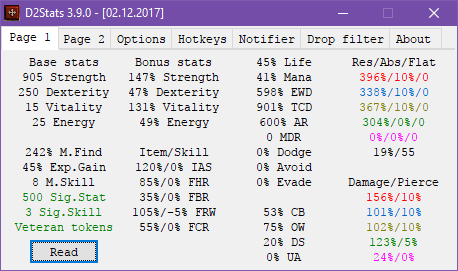 D2Stats 3.9.0 - [02.12.2017]
Page 1 Page 2 Options Hotkeys Notifier Drop filter About
Base stats Bonus stats 45% Life Res/Abs/Flat
905 Strength 147% Strength 41% Mana 396%/10%/0
250 Dexterity 47% Dexterity 598% EWD 338%/10%/0
15 Vitality 131% Vitality 901% TCD 367%/10%/0
25 Energy 49% Energy 600% AR 304%/0%/0
0 MDR 0%/0%/0
242% M.Find Item/Skill 0% Dodge 19%/55
45% Exp.Gain 120%/0% IAS 0% Avoid
8 M.Skill 85%/0% FHR 0% Evade Damage/Pierce
500 Sig.Stat 35%/0% FBR 156%/10%
3 Sig.Skill 105%/-5% FRW 53% CB 101%/10%
Veteran tokens 55%/0% FCR 75% OW 102%/10%
Read 20% DS 123%/5%
0% UA 24%/0%